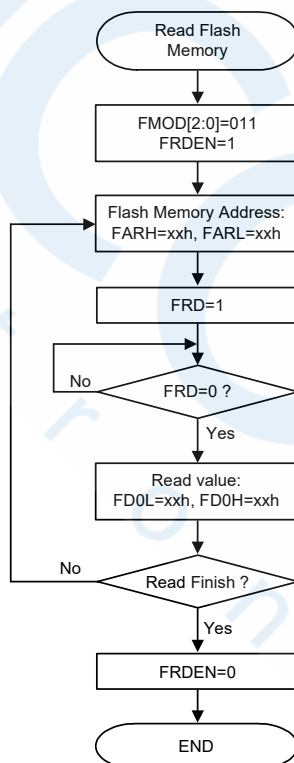 Read Flash
Memory
FMOD[2:0]=011
FRDEN=1
Flash Memory Address:
FARH=xxh, FARL=xxh
FRD=1
No
FRD=0 ?
Yes
Read value:
FD0L=xxh, FD0H=xxh
No
Read Finish ?
Yes
FRDEN=0
END